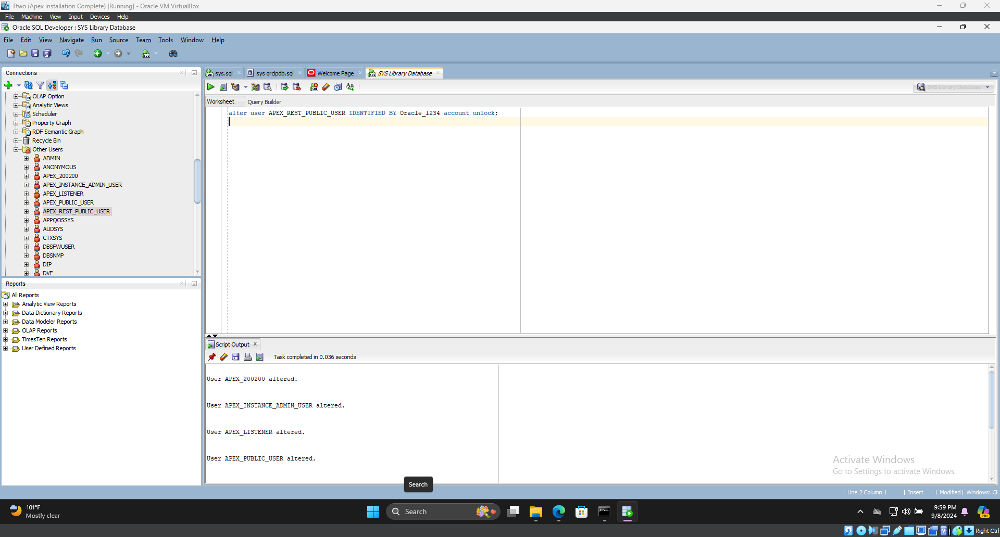 Ttwo (Apex Installation Complete) [Running] - Oracle VM VirtualBox
File Machine View Input Devices Help
Oracle SQL Developer : SYS Library Database
File Edit View Navigate Run Source Team Tools Window Help
Connections
OLAP Option
Analytic Views
Scheduler
Property Graph
RDF Semantic Graph
Recycle Bin
Other Users
ADMIN
ANONYMOUS
APEX_200200
APEX_INSTANCE_ADMIN_USER
APEX_LISTENER
APEX_PUBLIC_USER
APEX_REST_PUBLIC_USER
APPQOSSYS
AUDSYS
CTXSYS
DBSFWUSER
DBSNMP
DIP
DVF
Reports
All Reports
Analytic View Reports
Data Dictionary Reports
Data Modeler Reports
OLAP Reports
TimesTen Reports
User Defined Reports
sys.sql sys orclpdb.sql Welcome Page SYS Library Database
SYS Library Database
Worksheet Query Builder
alter user APEX_REST_PUBLIC_USER IDENTIFIED BY Oracle_1234 account unlock;
Script Output
Task completed in 0.036 seconds
User APEX_200200 altered.
User APEX_INSTANCE_ADMIN_USER altered.
User APEX_LISTENER altered.
User APEX_PUBLIC_USER altered.
Activate Windows
Go to Settings to activate Windows.
Search
Line 2 Column 1 Insert Modified Windows: CF
101°F
Mostly clear
Search
9:59 PM
9/8/2024
PRE
Right Ctrl